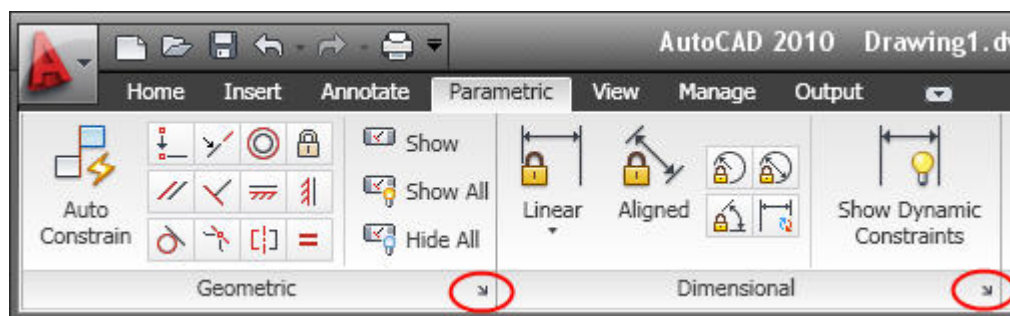 AutoCAD 2010 Drawing1.dw
Home Insert Annotate Parametric View Manage Output
Auto
Constrain
Show
Show All
Hide All
Linear
Aligned
Show Dynamic
Constraints
Geometric
Dimensional